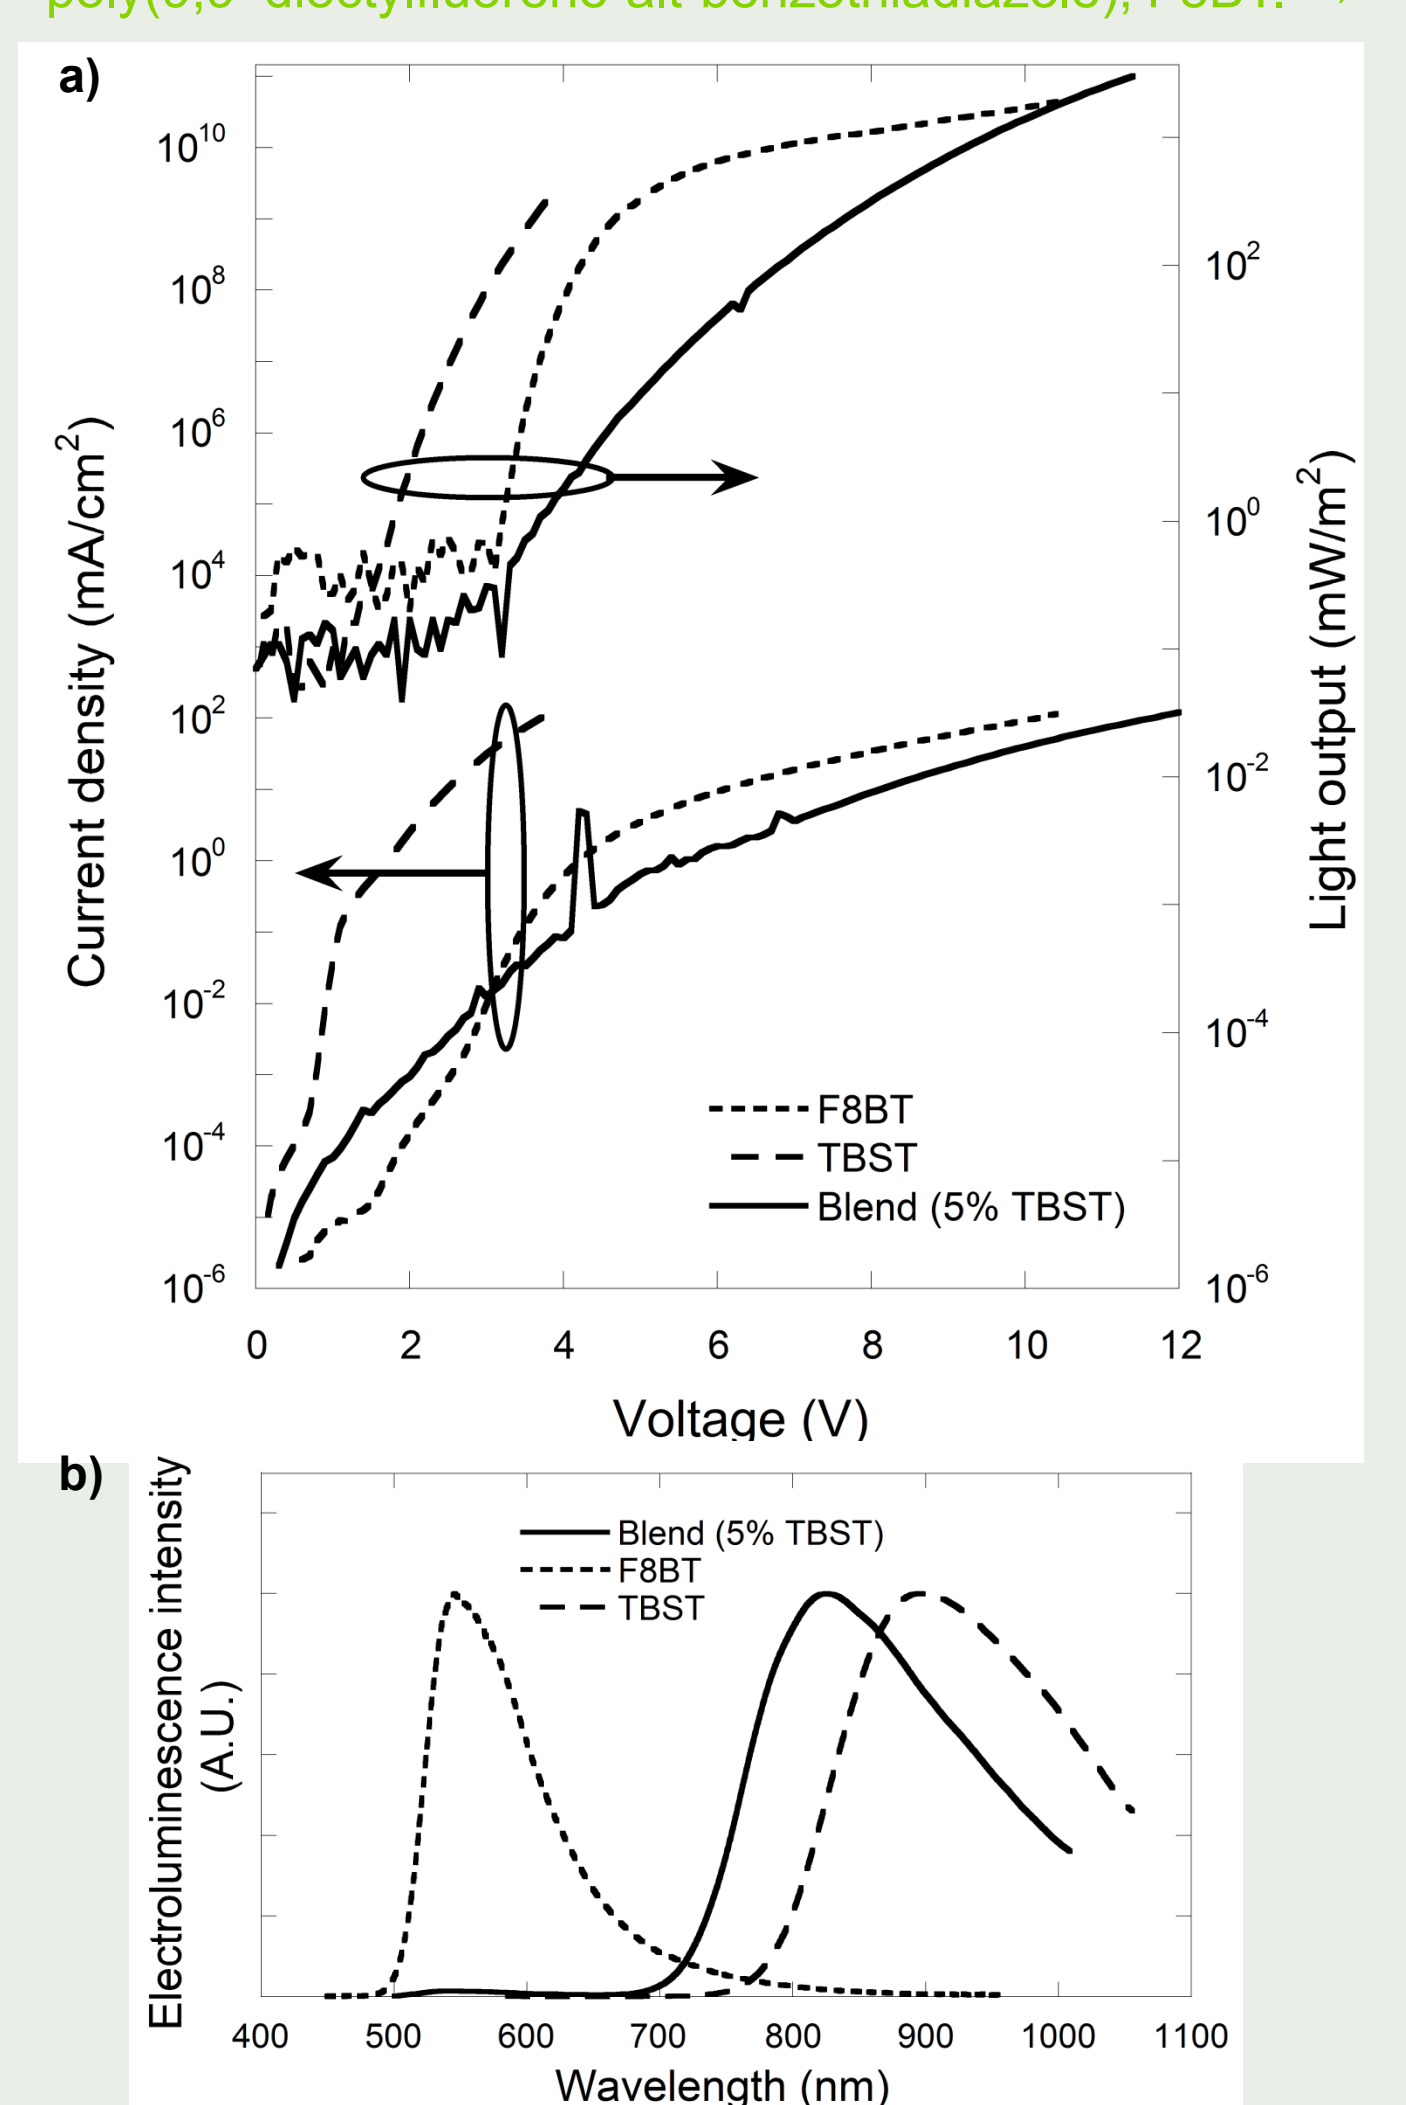 a)
10^10
10^8
10^6
10^4
10^2
10^0
10^-2
10^-4
10^-6
Current density (mA/cm^2)
10^2
10^0
10^-2
10^-4
10^-6
Light output (mW/m^2)
F8BT
TBST
Blend (5% TBST)
0 2 4 6 8 10 12
Voltage (V)
b)
Electroluminescence intensity
(A.U.)
Blend (5% TBST)
F8BT
TBST
400 500 600 700 800 900 1000 1100
Wavelength (nm)